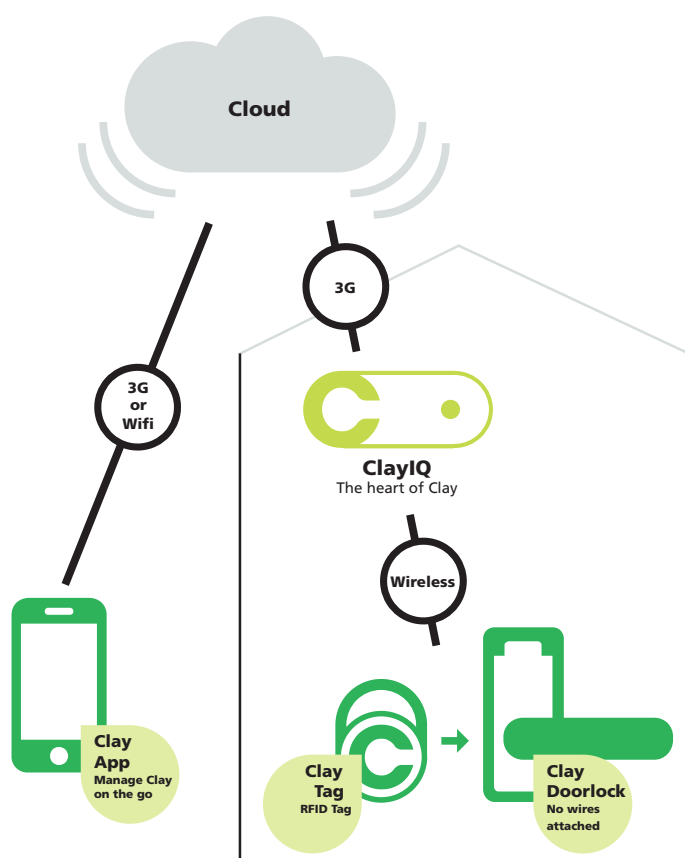 Cloud
3G
3G
or
Wifi
ClayIQ
The heart of Clay
Wireless
Clay
App
Manage Clay
on the go
Clay
Tag
RFID Tag
Clay
Doorlock
No wires
attached